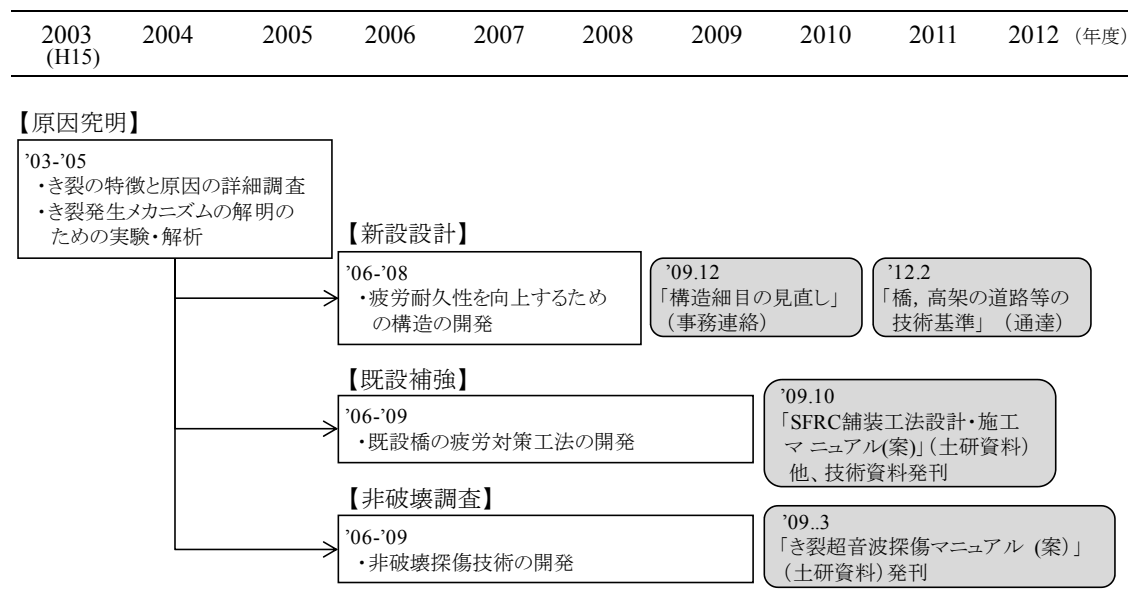 2003 2004 2005 2006 2007 2008 2009 2010 2011 2012 (年度)
(H15)
【原因究明】
’03-’05
・き裂の特徴と原因の詳細調査
・き裂発生メカニズムの解明の
ための実験・解析
【新設設計】
’06-’08
・疲労耐久性を向上するため
の構造の開発
’09.12
「構造細目の見直し」
(事務連絡)
’12.2
「橋, 高架の道路等の
技術基準」 (通達)
【既設補強】
’06-’09
・既設橋の疲労対策工法の開発
’09.10
「SFRC舗装工法設計・施工
マ ニュアル(案)」(土研資料)
他、技術資料発刊
【非破壊調査】
’06-’09
・非破壊探傷技術の開発
’09..3
「き裂超音波探傷マニュアル (案)」
(土研資料) 発刊